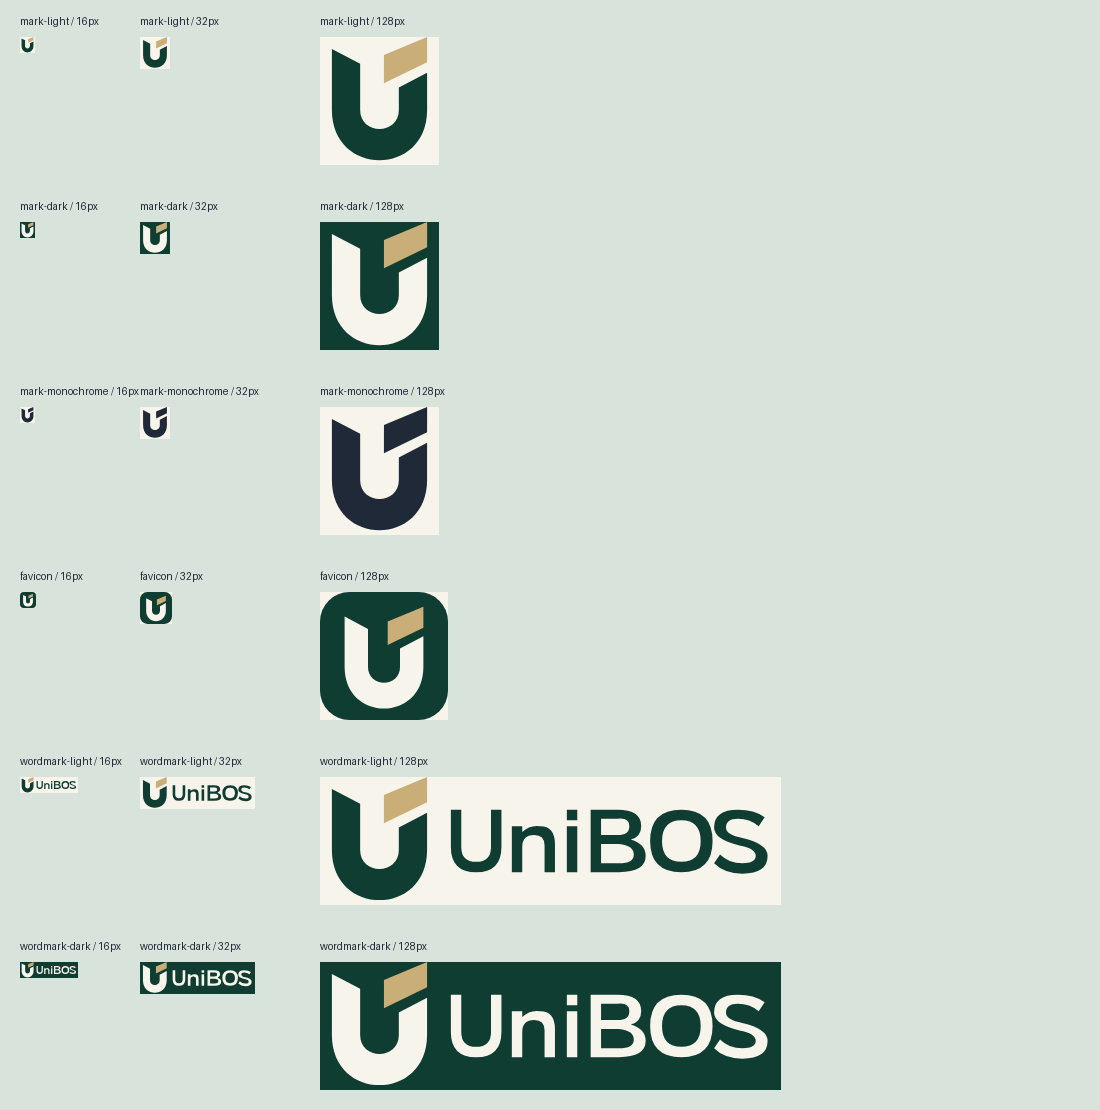 mark-light / 16px mark-light / 32px mark-light / 128px
mark-dark / 16px mark-dark / 32px mark-dark / 128px
mark-monochrome / 16px mark-monochrome / 32px mark-monochrome / 128px
favicon / 16px favicon / 32px favicon / 128px
wordmark-light / 16px wordmark-light / 32px wordmark-light / 128px
UniBOS UniBOS UniBOS
wordmark-dark / 16px wordmark-dark / 32px wordmark-dark / 128px
UniBOS UniBOS UniBOS